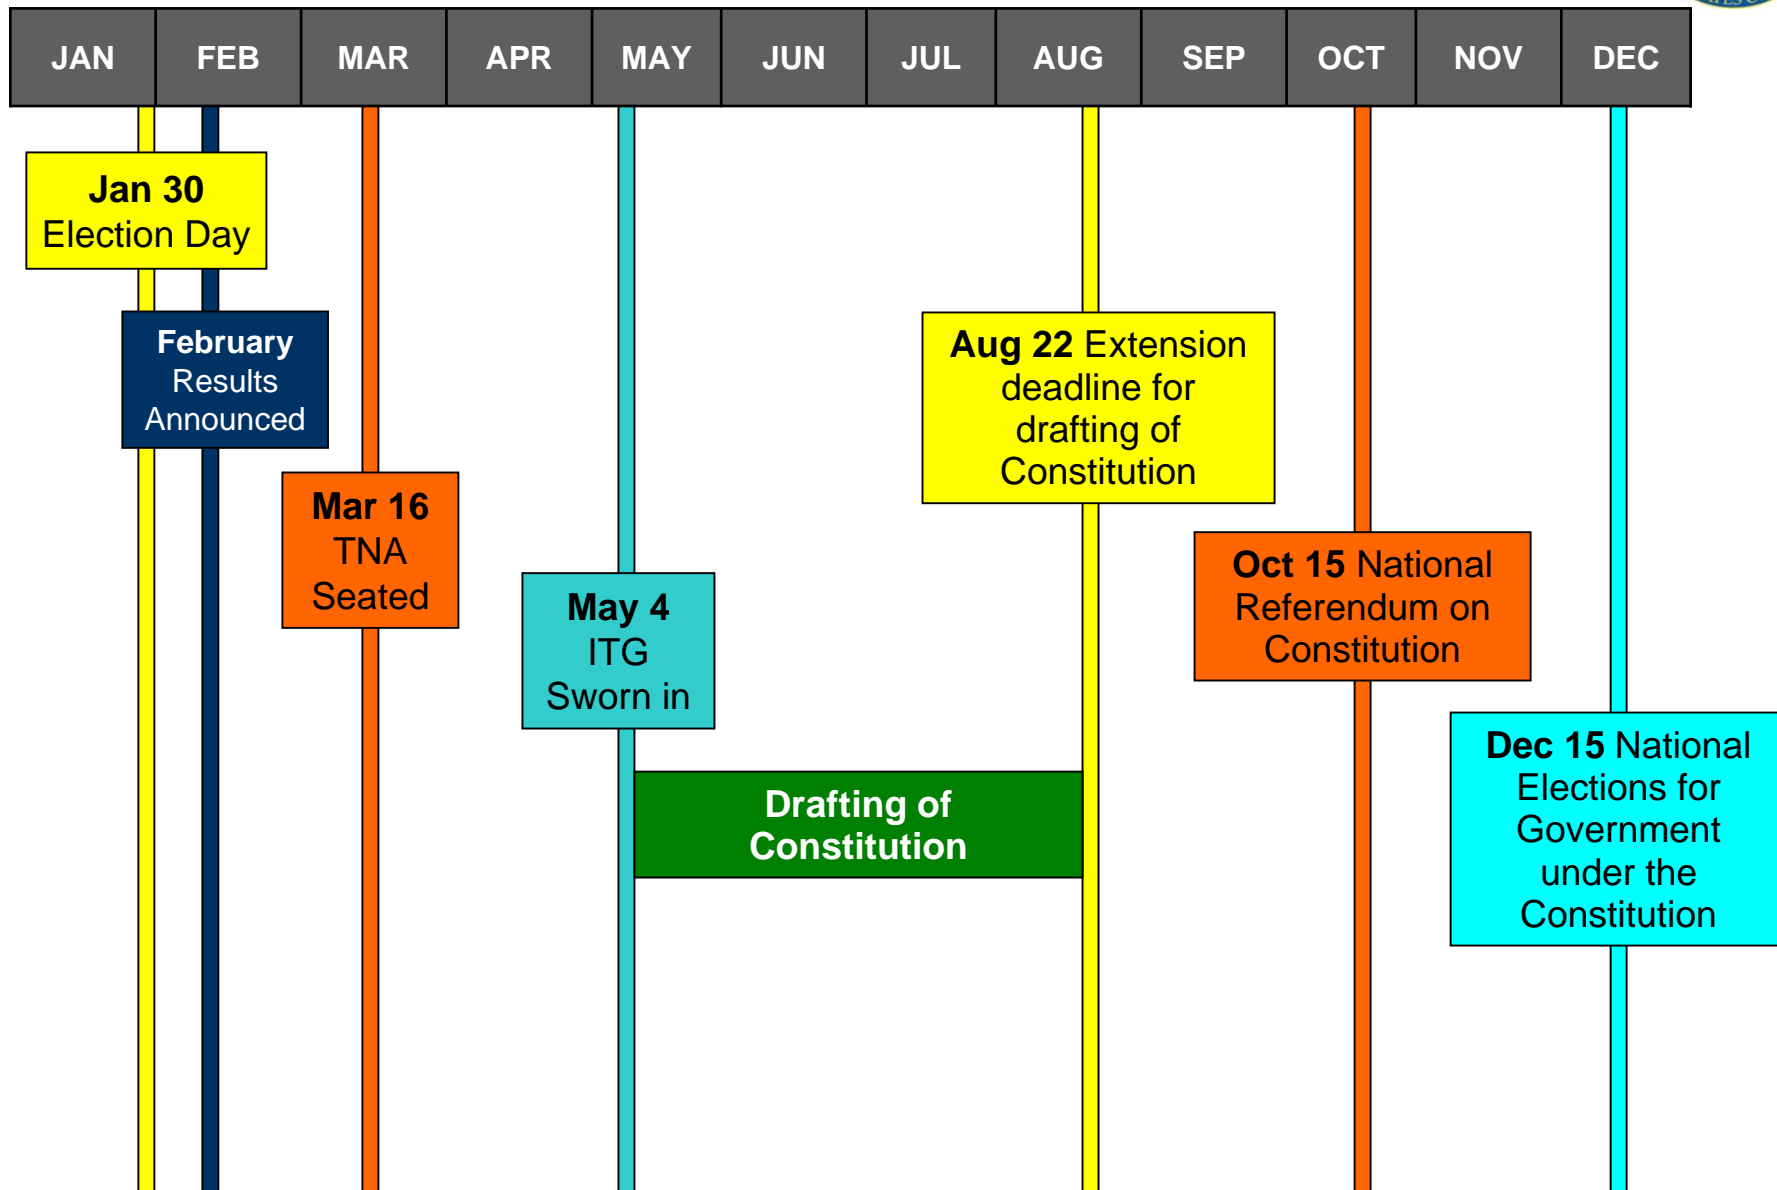 JAN FEB MAR APR MAY JUN JUL AUG SEP OCT NOV DEC
Jan 30
Election Day
February
Results
Announced
Mar 16
TNA
Seated
May 4
ITG
Sworn in
Drafting of
Constitution
Aug 22 Extension
deadline for
drafting of
Constitution
Oct 15 National
Referendum on
Constitution
Dec 15 National
Elections for
Government
under the
Constitution